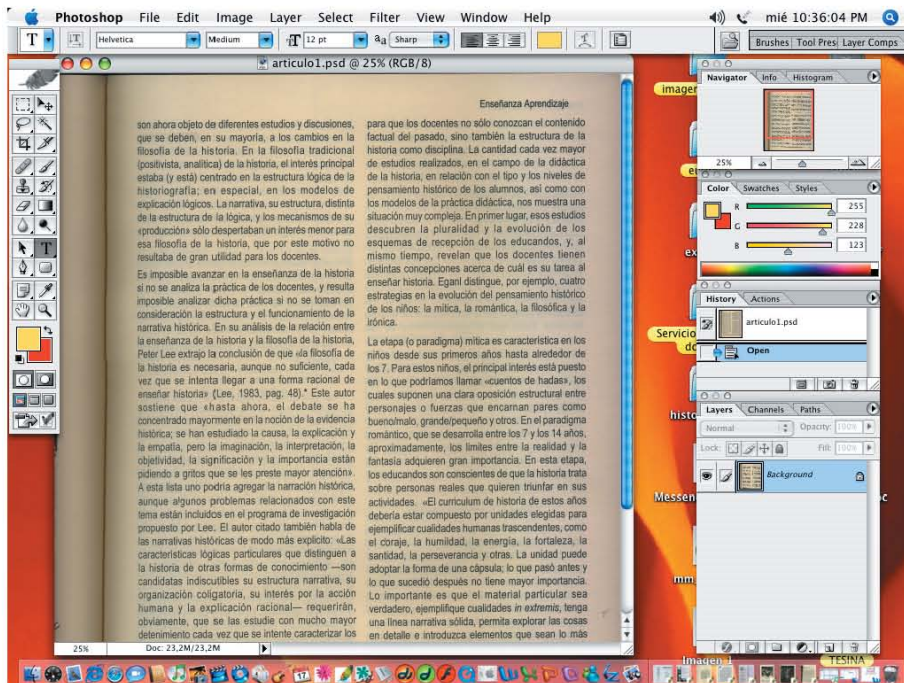 Photoshop File Edit Image Layer Select Filter View Window Help
mié 10:36:04 PM
T T Helvetica Medium T 12 pt aa Sharp
Brushes Tool Pres Layer Comps
articulo1.psd @ 25% (RGB/8)
Enseñanza Aprendizaje
son ahora objeto de diferentes estudios y discusiones,
que se deben, en su mayoría, a los cambios en la
filosofía de la historia. En la filosofía tradicional
(positivista, analítica) de la historia, el interés principal
estaba (y está) centrado en la estructura lógica de la
historiografía; en especial, en los modelos de
explicación lógicos. La narrativa, su estructura, distinta
de la estructura de la lógica, y los mecanismos de su
«producción» sólo despertaban un interés menor para
esa filosofía de la historia, que por este motivo no
resultaba de gran utilidad para los docentes.
Es imposible avanzar en la enseñanza de la historia
si no se analiza la práctica de los docentes, y resulta
imposible analizar dicha práctica si no se toman en
consideración la estructura y el funcionamiento de la
narrativa histórica. En su análisis de la relación entre
la enseñanza de la historia y la filosofía de la historia,
Peter Lee extrajo la conclusión de que «la filosofía de
la historia es necesaria, aunque no suficiente, cada
vez que se intenta llegar a una forma racional de
enseñar historia» (Lee, 1983, pag. 48).* Este autor
sostiene que «hasta ahora, el debate se ha
concentrado mayormente en la noción de la evidencia
histórica; se han estudiado la causa, la explicación y
la empatía, pero la imaginación, la interpretación, la
objetividad, la significación y la importancia están
pidiendo a gritos que se les preste mayor atención».
A esta lista uno podría agregar la narración histórica,
aunque algunos problemas relacionados con este
tema están incluidos en el programa de investigación
propuesto por Lee. El autor citado también habla de
las narrativas históricas de modo más explícito: «Las
características lógicas particulares que distinguen a
la historia de otras formas de conocimiento —son
candidatas indiscutibles su estructura narrativa, su
organización coligatoria, su interés por la acción
humana y la explicación racional— requerirán,
obviamente, que se las estudie con mucho mayor
detenimiento cada vez que se intente caracterizar los
para que los docentes no sólo conozcan el contenido
factual del pasado, sino también la estructura de la
historia como disciplina. La cantidad cada vez mayor
de estudios realizados, en el campo de la didáctica
de la historia, en relación con el tipo y los niveles de
pensamiento histórico de los alumnos, así como con
los modelos de la práctica didáctica, nos muestra una
situación muy compleja. En primer lugar, esos estudios
descubren la pluralidad y la evolución de los
esquemas de recepción de los educandos, y, al
mismo tiempo, revelan que los docentes tienen
distintas concepciones acerca de cuál es su tarea al
enseñar historia. Eganl distingue, por ejemplo, cuatro
estrategias en la evolución del pensamiento histórico
de los niños: la mítica, la romántica, la filosófica y la
irónica.
La etapa (o paradigma) mítica es característica en los
niños desde sus primeros años hasta alrededor de
los 7. Para estos niños, el principal interés está puesto
en lo que podríamos llamar «cuentos de hadas», los
cuales suponen una clara oposición estructural entre
personajes o fuerzas que encarnan pares como
bueno/malo, grande/pequeño y otros. En el paradigma
romántico, que se desarrolla entre los 7 y los 14 años,
aproximadamente, los límites entre la realidad y la
fantasía adquieren gran importancia. En esta etapa,
los educandos son conscientes de que la historia trata
sobre personas reales que quieren triunfar en sus
actividades. «El curriculum de historia de estos años
debería estar compuesto por unidades elegidas para
ejemplificar cualidades humanas trascendentes, como
el coraje, la humildad, la energía, la fortaleza, la
santidad, la perseverancia y otras. La unidad puede
adoptar la forma de una cápsula; lo que pasó antes y
lo que sucedió después no tiene mayor importancia.
Lo importante es que el material particular sea
verdadero, ejemplifique cualidades in extremis, tenga
una línea narrativa sólida, permita explorar las cosas
en detalle e introduzca elementos que sean lo más
25% Doc: 23,2M/23,2M
imagen
Servicio
histo
Messen
Imagen 1
TESINA
Navigator Info Histogram
25%
Color Swatches Styles
R 255
G 228
B 123
History Actions
articulo1.psd
Open
Layers Channels Paths
Normal Opacity: 100%
Lock: Fill: 100%
Background